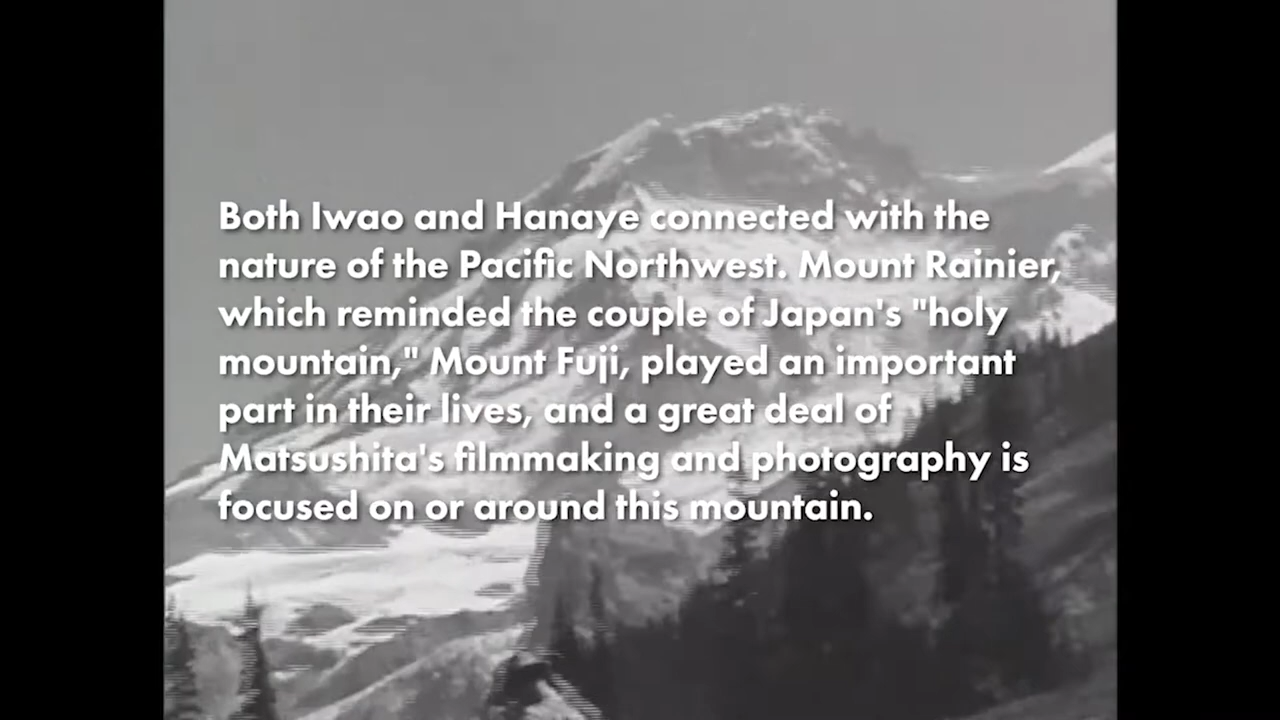 Both Iwao and Hanaye connected with the
nature of the Pacific Northwest. Mount Rainier,
which reminded the couple of Japan's "holy
mountain," Mount Fuji, played an important
part in their lives, and a great deal of
Matsushita's filmmaking and photography is
focused on or around this mountain.